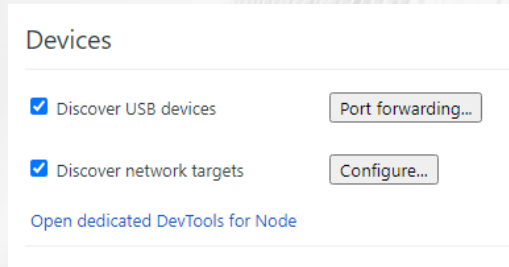 Devices
Discover USB devices Port forwarding...
Discover network targets Configure...
Open dedicated DevTools for Node